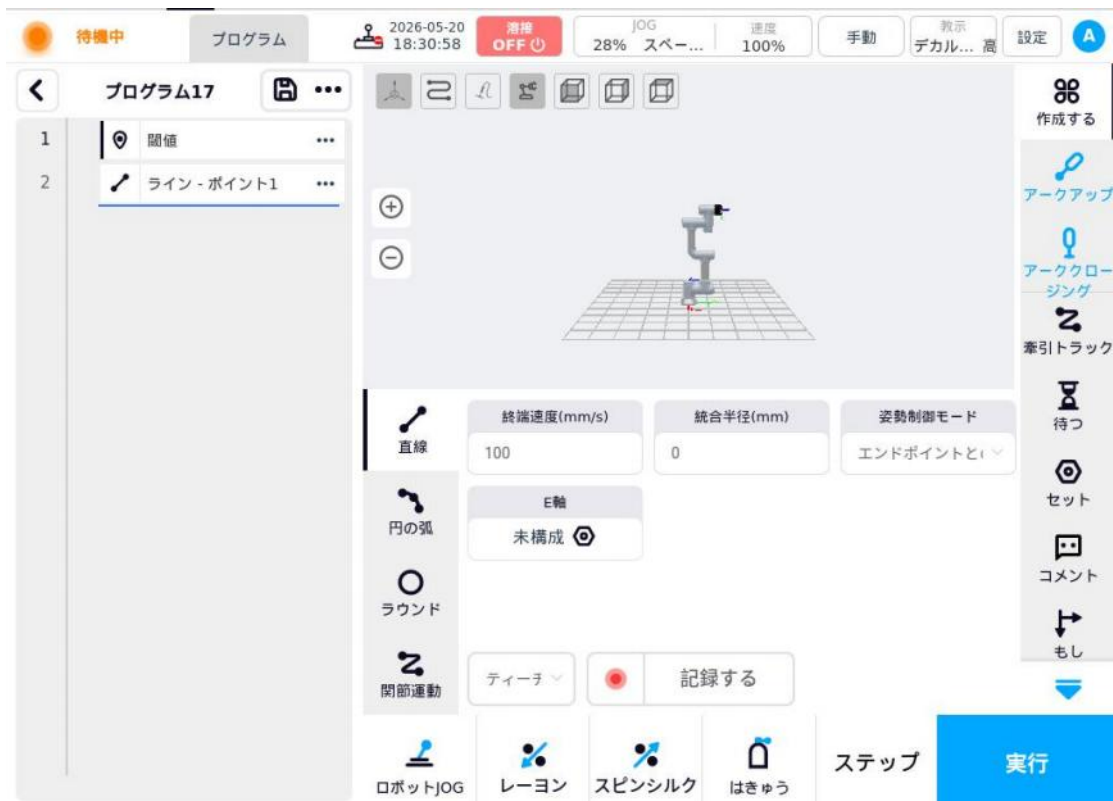 待機中
プログラム
2026-05-20
18:30:58
溶接
OFF
JOG
28% スペー...
速度
100%
手動
教示
デカル... 高
設定
A
プログラム17
1 閾値
2 ライン - ポイント1
作成する
アークアップ
アーククロー
ジング
牽引トラック
待つ
セット
コメント
もし
直線
円の弧
ラウンド
関節運動
終端速度(mm/s)
100
統合半径(mm)
0
姿勢制御モード
エンドポイントと
E軸
未構成
ティーチ
記録する
ロボットJOG
レーヨン
スピンシルク
はきゅう
ステップ
実行